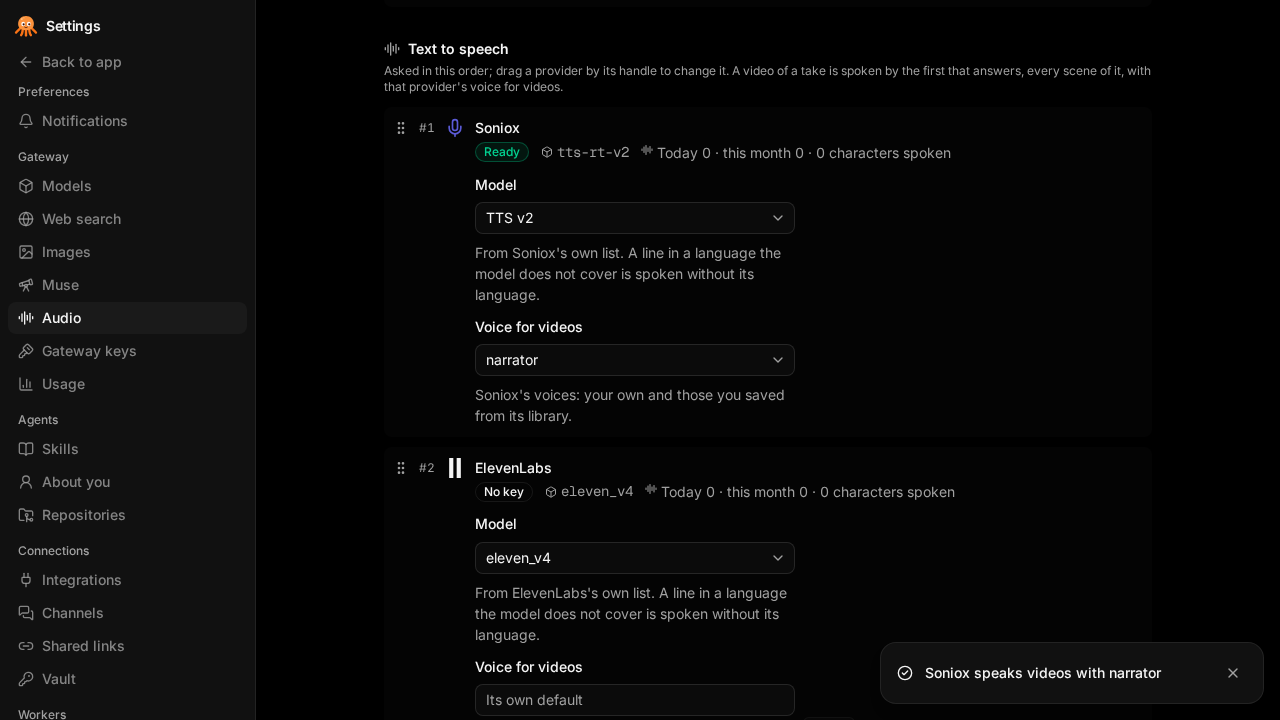 Settings
Back to app
Preferences
Notifications
Gateway
Models
Web search
Images
Muse
Audio
Gateway keys
Usage
Agents
Skills
About you
Repositories
Connections
Integrations
Channels
Shared links
Vault
Workers
Text to speech
Asked in this order; drag a provider by its handle to change it. A video of a take is spoken by the first that answers, every scene of it, with
that provider's voice for videos.
#1
Soniox
Ready
tts-rt-v2
Today 0 · this month 0 · 0 characters spoken
Model
TTS v2
From Soniox's own list. A line in a language the
model does not cover is spoken without its
language.
Voice for videos
narrator
Soniox's voices: your own and those you saved
from its library.
#2
ElevenLabs
No key
eleven_v4
Today 0 · this month 0 · 0 characters spoken
Model
eleven_v4
From ElevenLabs's own list. A line in a language
the model does not cover is spoken without its
language.
Voice for videos
Its own default
Soniox speaks videos with narrator